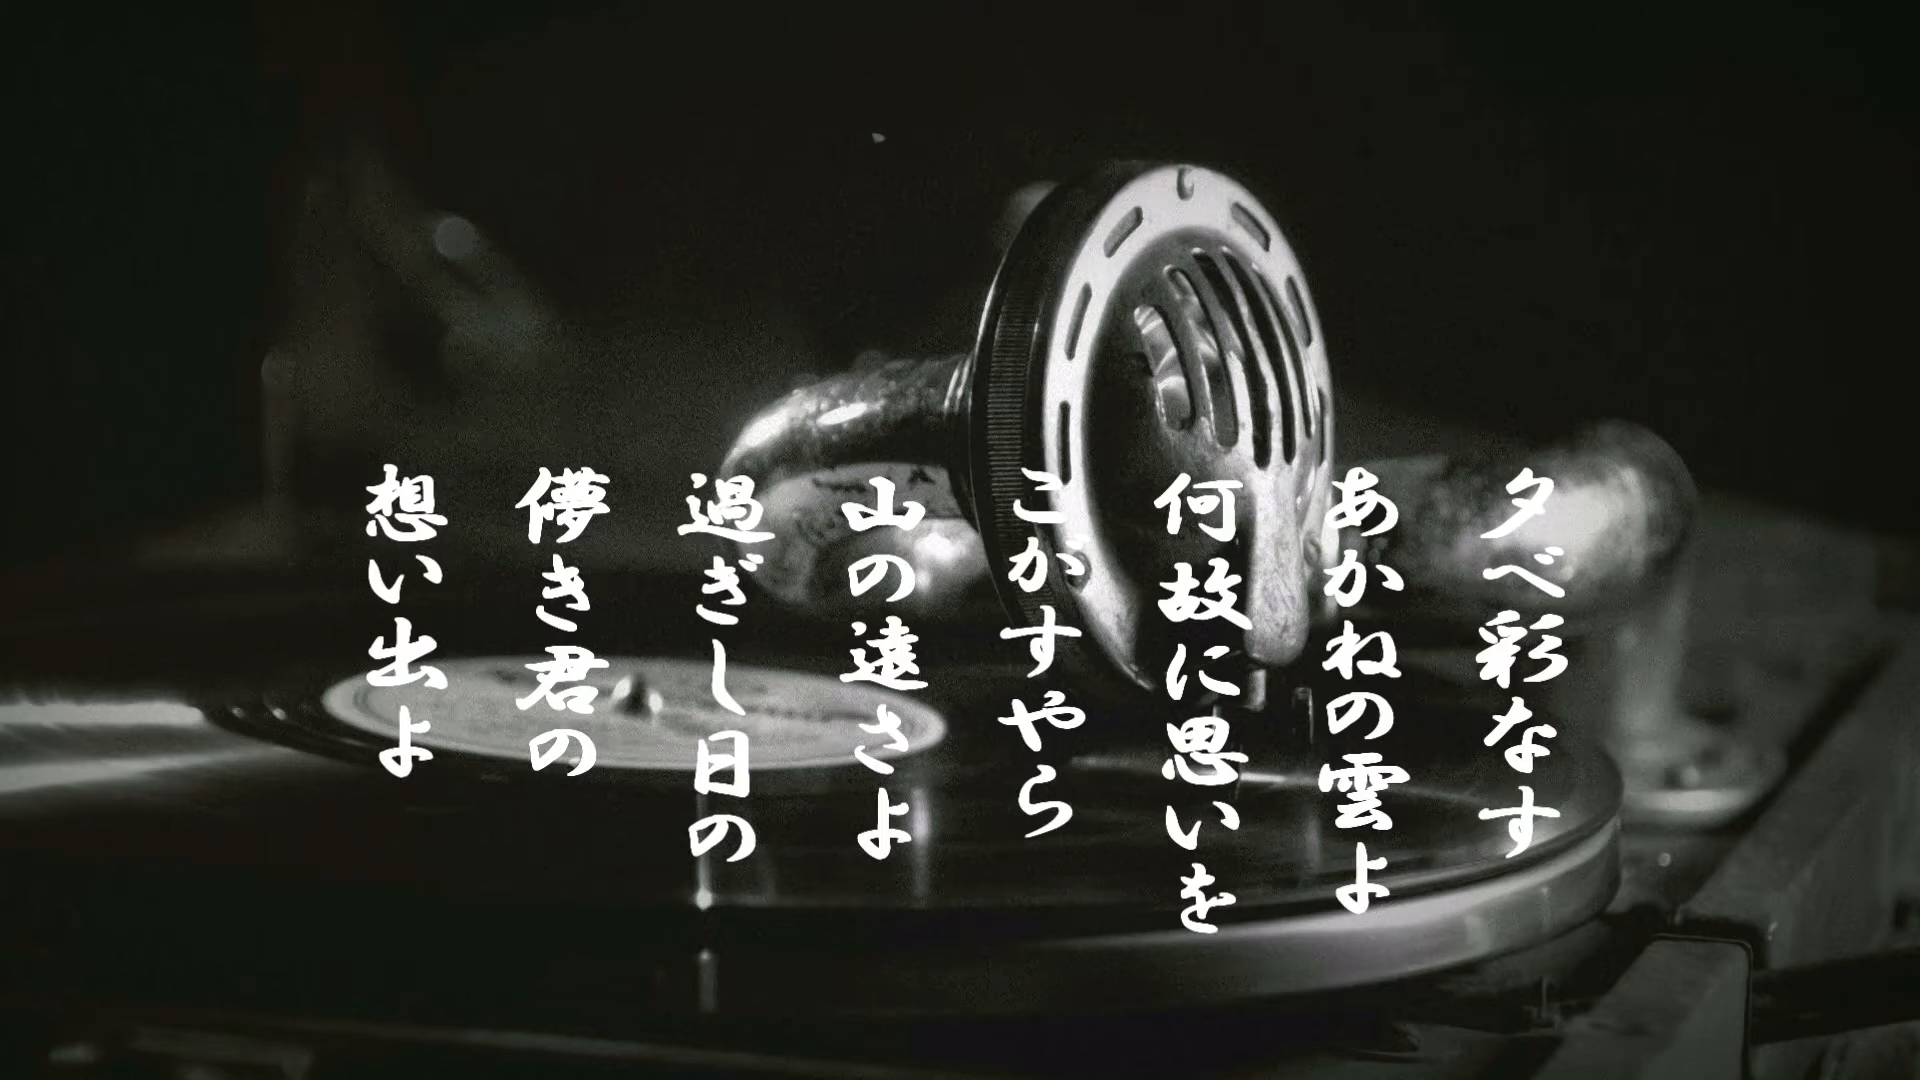 夕べ彩なす
あかねの雲よ
何故に思いを
こがすやら
山の遠さよ
過ぎし日の
儚き君の
想い出よ